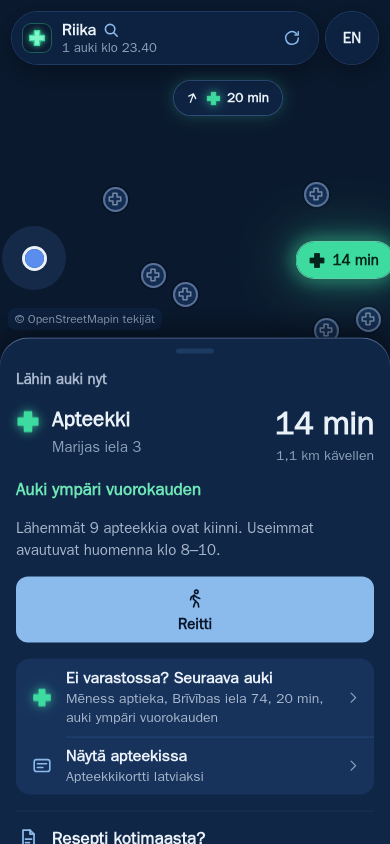 Riika
1 auki klo 23.40
EN
20 min
14 min
© OpenStreetMapin tekijät
Lähin auki nyt
Apteekki
14 min
Marijas iela 3
1,1 km kävellen
Auki ympäri vuorokauden
Lähemmät 9 apteekkia ovat kiinni. Useimmat
avautuvat huomenna klo 8–10.
Reitti
Ei varastossa? Seuraava auki
Mēness aptieka, Brīvības iela 74, 20 min,
auki ympäri vuorokauden
Näytä apteekissa
Apteekkikortti latviaksi
Resepti kotimaasta?